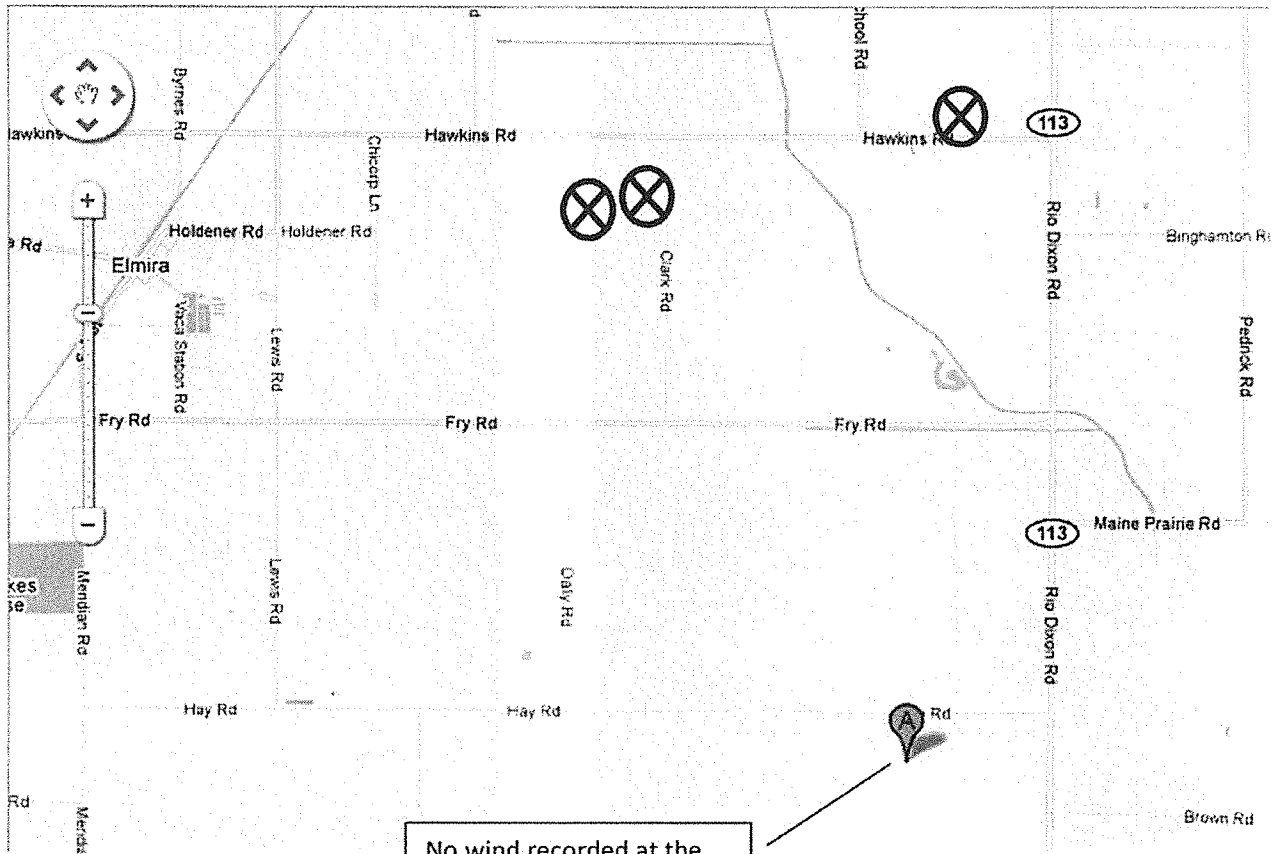 d
hool Rd
Byrnes Rd
113
Hawkins
Hawkins Rd
Hawkins Rd
Chicorp Ln
+
Rio Dixon Rd
Holdener Rd
Holdener Rd
Binghamton R
a Rd
Elmira
Clark Rd
Vaca Station Rd
Lewis Rd
Pedrick Rd
Fry Rd
Fry Rd
Fry Rd
113
Maine Prairie Rd
kes
se
Meridian Rd
Lewis Rd
Daly Rd
Rio Dixon Rd
Hay Rd
Hay Rd
A
Rd
Rd
Brown Rd
No wind recorded at the